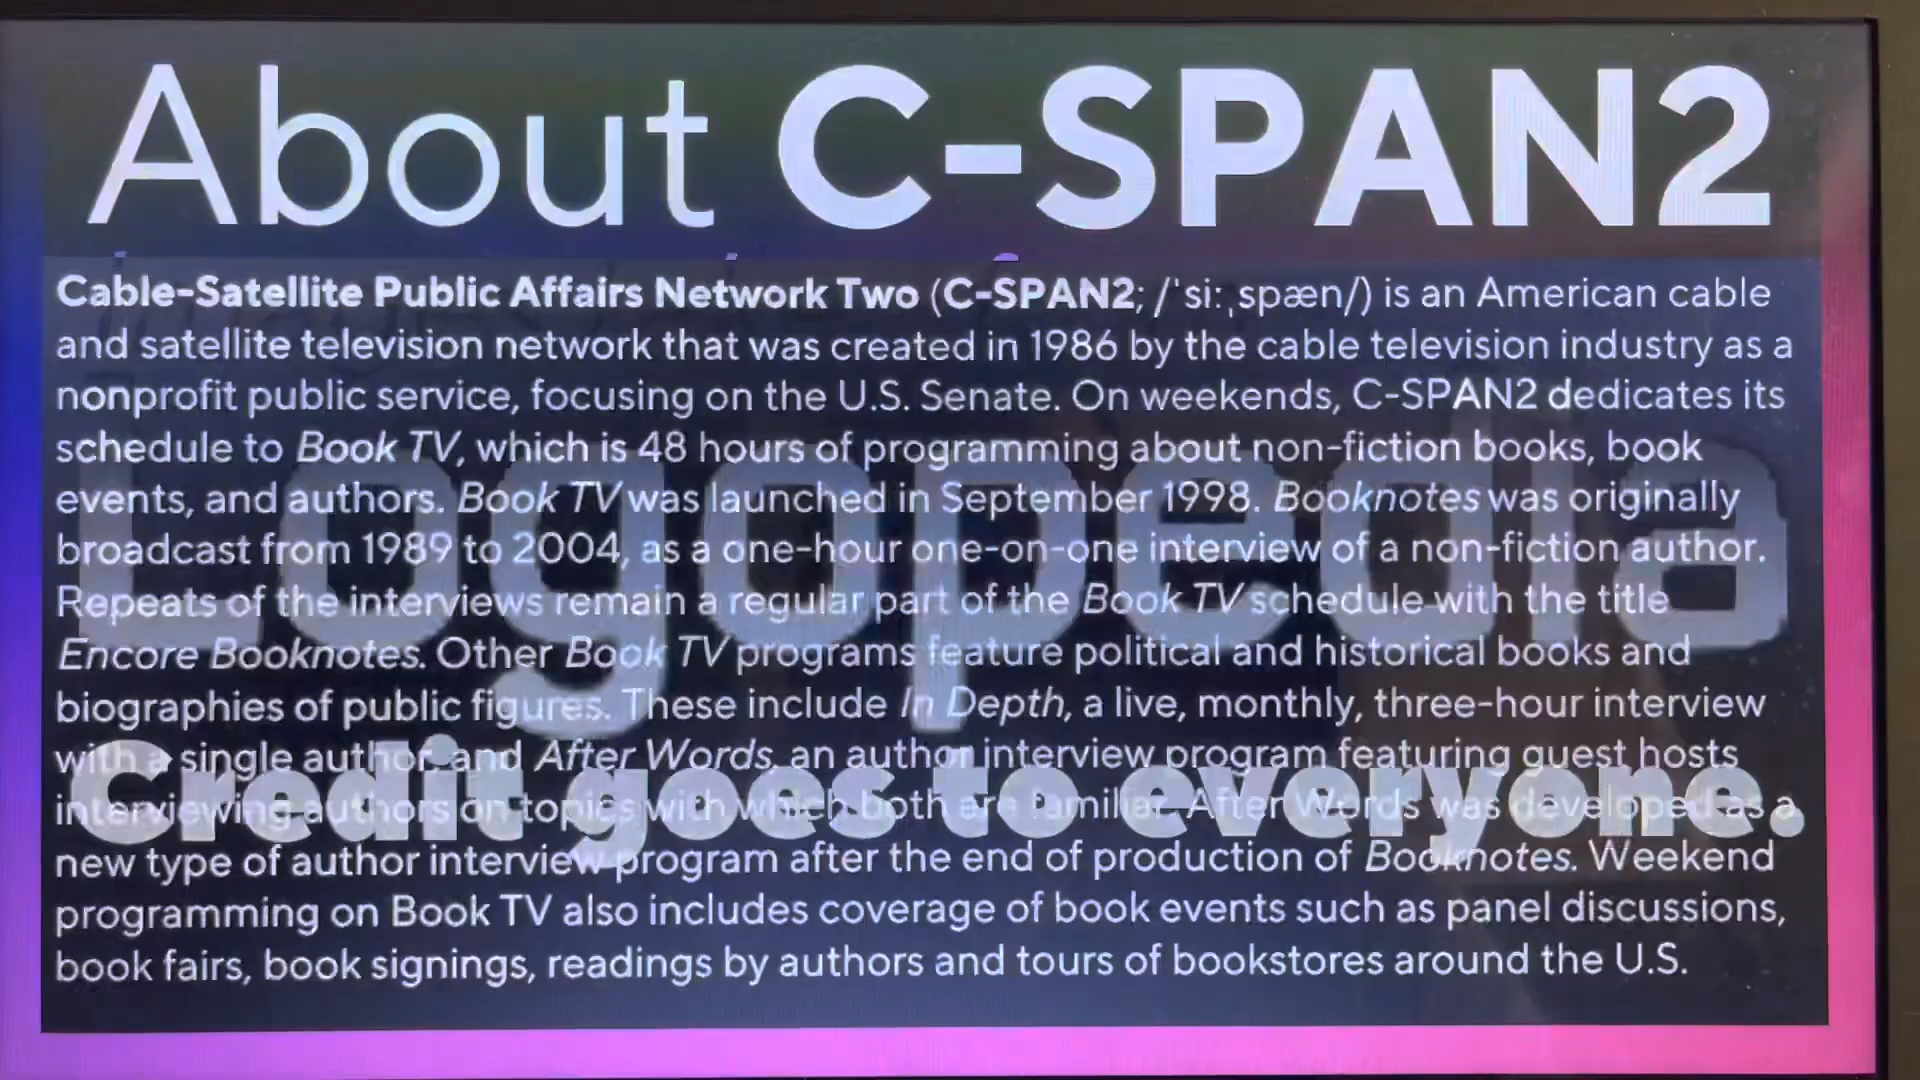 About C-SPAN2
Cable-Satellite Public Affairs Network Two (C-SPAN2; /ˈsiːˌspæn/) is an American cable
and satellite television network that was created in 1986 by the cable television industry as a
nonprofit public service, focusing on the U.S. Senate. On weekends, C-SPAN2 dedicates its
schedule to Book TV, which is 48 hours of programming about non-fiction books, book
events, and authors. Book TV was launched in September 1998. Booknotes was originally
broadcast from 1989 to 2004, as a one-hour one-on-one interview of a non-fiction author.
Logopedia
Repeats of the interviews remain a regular part of the Book TV schedule with the title
Encore Booknotes. Other Book TV programs feature political and historical books and
biographies of public figures. These include In Depth, a live, monthly, three-hour interview
with a single author, and After Words, an author interview program featuring guest hosts
Credit goes to everyone.
interviewing authors on topics with which both are familiar. After Words was developed as a
new type of author interview program after the end of production of Booknotes. Weekend
programming on Book TV also includes coverage of book events such as panel discussions,
book fairs, book signings, readings by authors and tours of bookstores around the U.S.